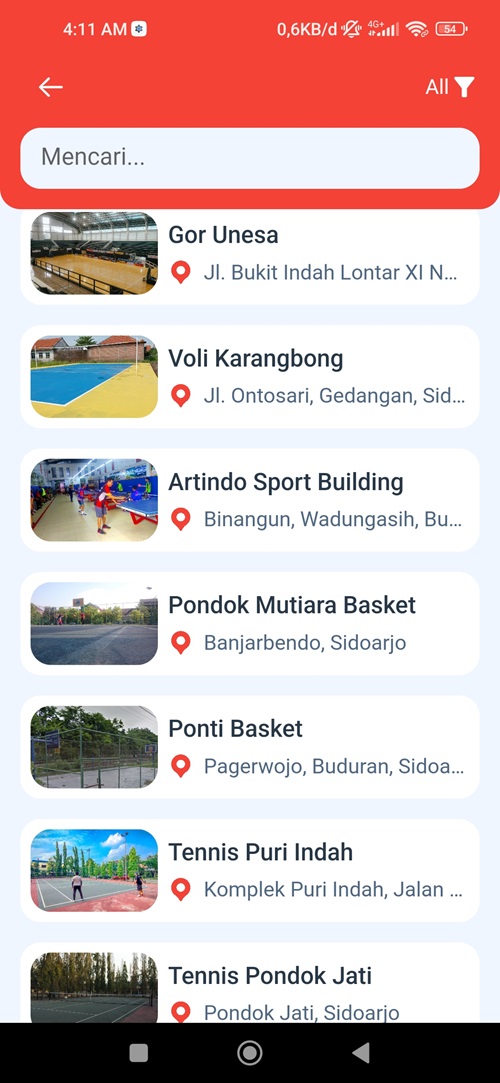 4:11 AM 0,6KB/d 4G+ 54
All
Mencari...
Gor Unesa
Jl. Bukit Indah Lontar XI N...
Voli Karangbong
Jl. Ontosari, Gedangan, Sid...
Artindo Sport Building
Binangun, Wadungasih, Bu...
Pondok Mutiara Basket
Banjarbendo, Sidoarjo
Ponti Basket
Pagerwojo, Buduran, Sidoa...
Tennis Puri Indah
Komplek Puri Indah, Jalan ...
Tennis Pondok Jati
Pondok Jati, Sidoarjo